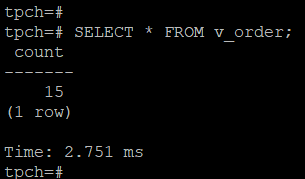 tpch=#
tpch=# SELECT * FROM v_order;
 count
-------
    15
(1 row)

Time: 2.751 ms
tpch=#